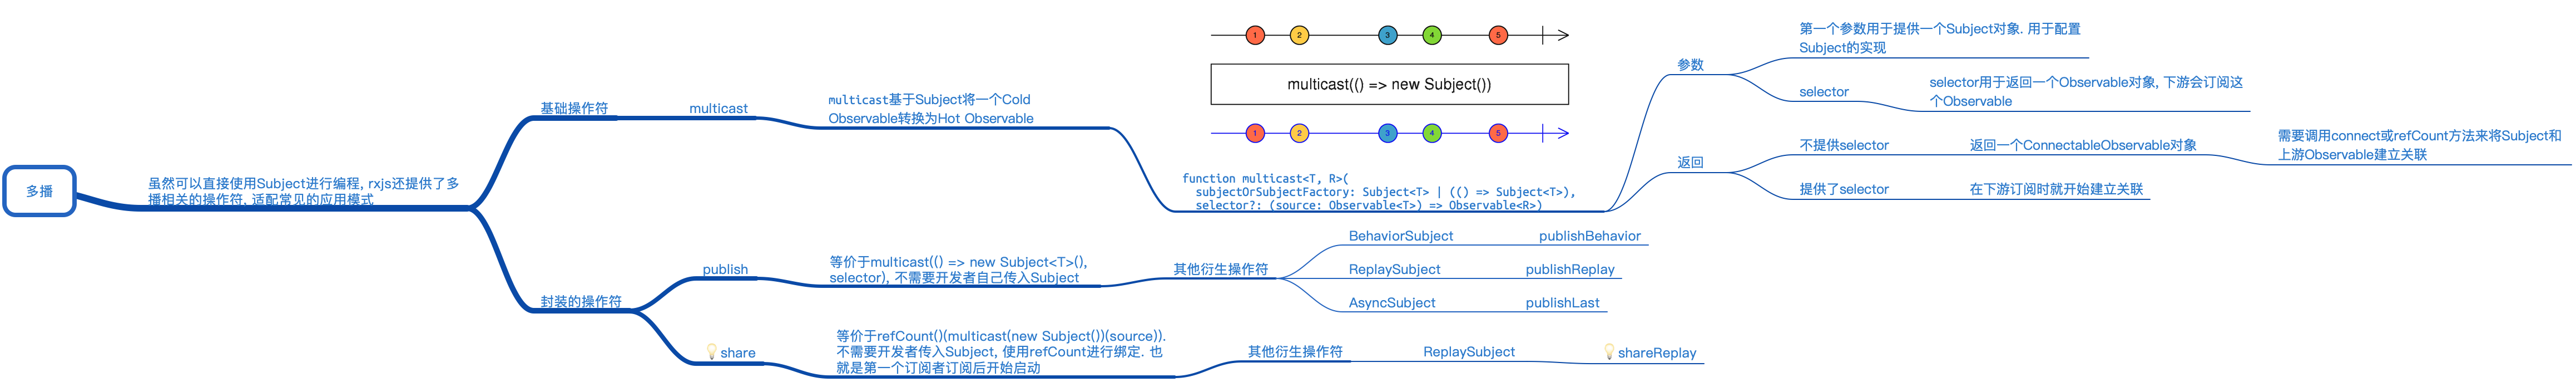 多播
虽然可以直接使用Subject进行编程, rxjs还提供了多
播相关的操作符, 适配常见的应用模式
基础操作符
multicast
multicast基于Subject将一个Cold
Observable转换为Hot Observable
1 2 3 4 5
multicast(() => new Subject())
1 2 3 4 5
function multicast<T, R>(
subjectOrSubjectFactory: Subject<T> | (() => Subject<T>),
selector?: (source: Observable<T>) => Observable<R>)
参数
第一个参数用于提供一个Subject对象. 用于配置
Subject的实现
selector
selector用于返回一个Observable对象, 下游会订阅这
个Observable
返回
不提供selector
返回一个ConnectableObservable对象
需要调用connect或refCount方法来将Subject和
上游Observable建立关联
提供了selector
在下游订阅时就开始建立关联
封装的操作符
publish
等价于multicast(() => new Subject<T>(),
selector), 不需要开发者自己传入Subject
其他衍生操作符
BehaviorSubject
publishBehavior
ReplaySubject
publishReplay
AsyncSubject
publishLast
share
等价于refCount()(multicast(new Subject())(source)).
不需要开发者传入Subject, 使用refCount进行绑定. 也
就是第一个订阅者订阅后开始启动
其他衍生操作符
ReplaySubject
shareReplay